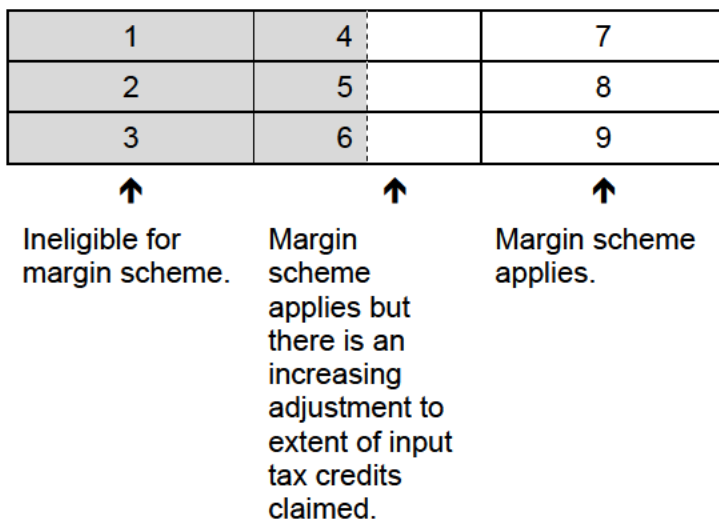 1 4 7
2 5 8
3 6 9
Ineligible for
margin scheme.
Margin
scheme
applies but
there is an
increasing
adjustment to
extent of input
tax credits
claimed.
Margin scheme
applies.